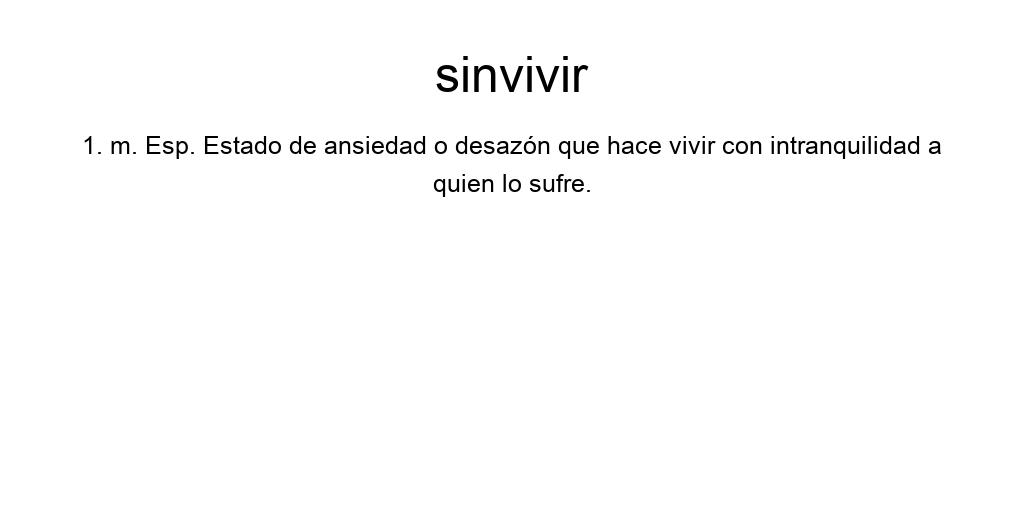 sinvivir
1. m. Esp. Estado de ansiedad o desazón que hace vivir con intranquilidad a
quien lo sufre.